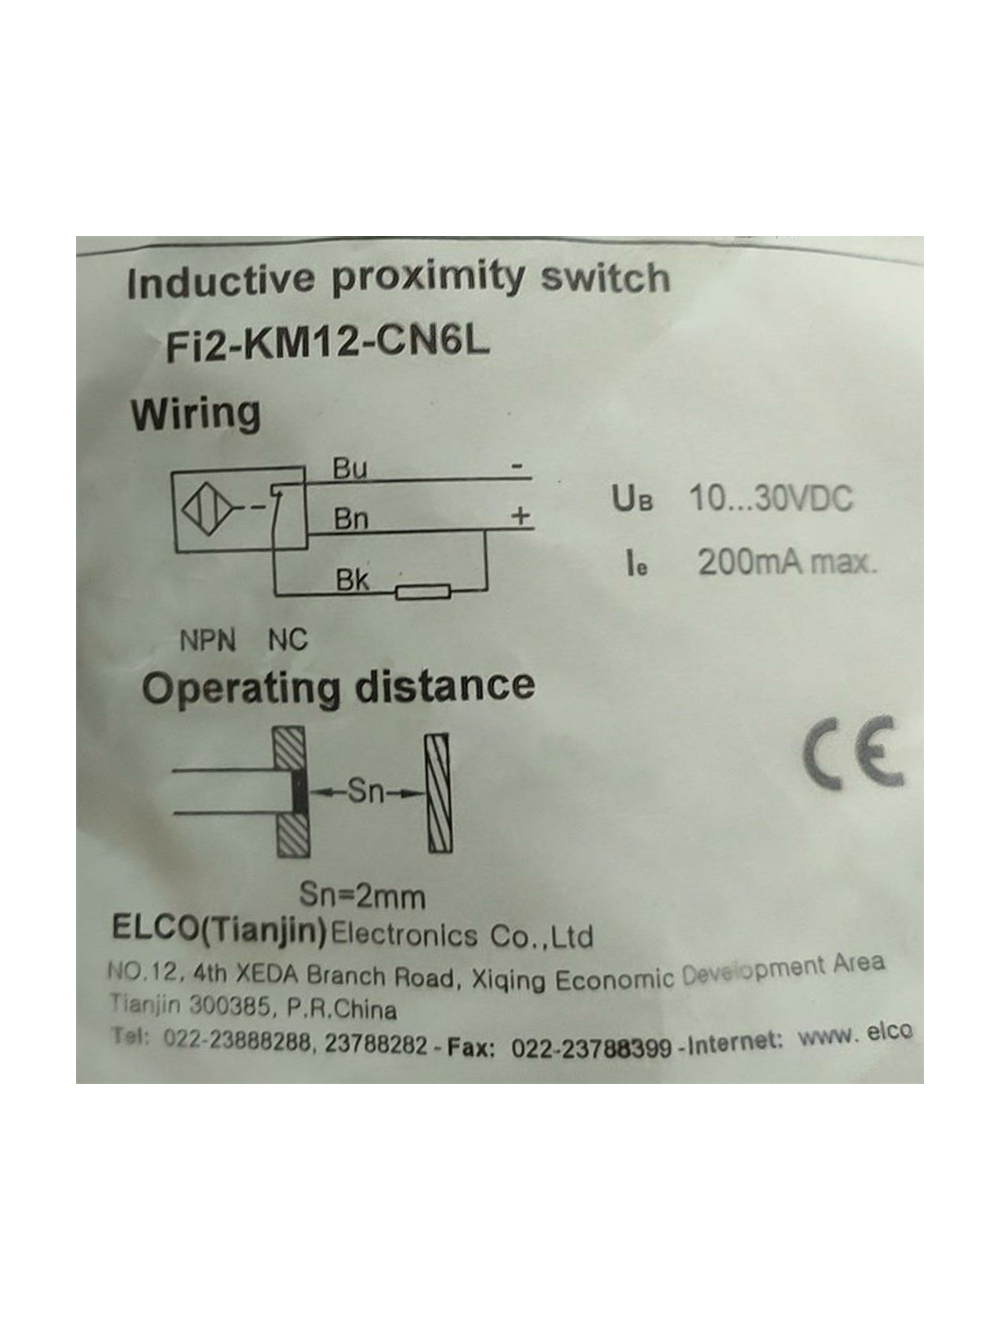 Inductive proximity switch
Fi2-KM12-CN6L
Wiring
Bu -
Bn +
Bk
UB 10...30VDC
Ie 200mA max.
NPN NC
Operating distance
Sn
CE
Sn=2mm
ELCO(Tianjin)Electronics Co.,Ltd
NO.12, 4th XEDA Branch Road, Xiqing Economic Development Area
Tianjin 300385, P.R.China
Tel: 022-23888288, 23788282 - Fax: 022-23788399 -Internet: www. elco